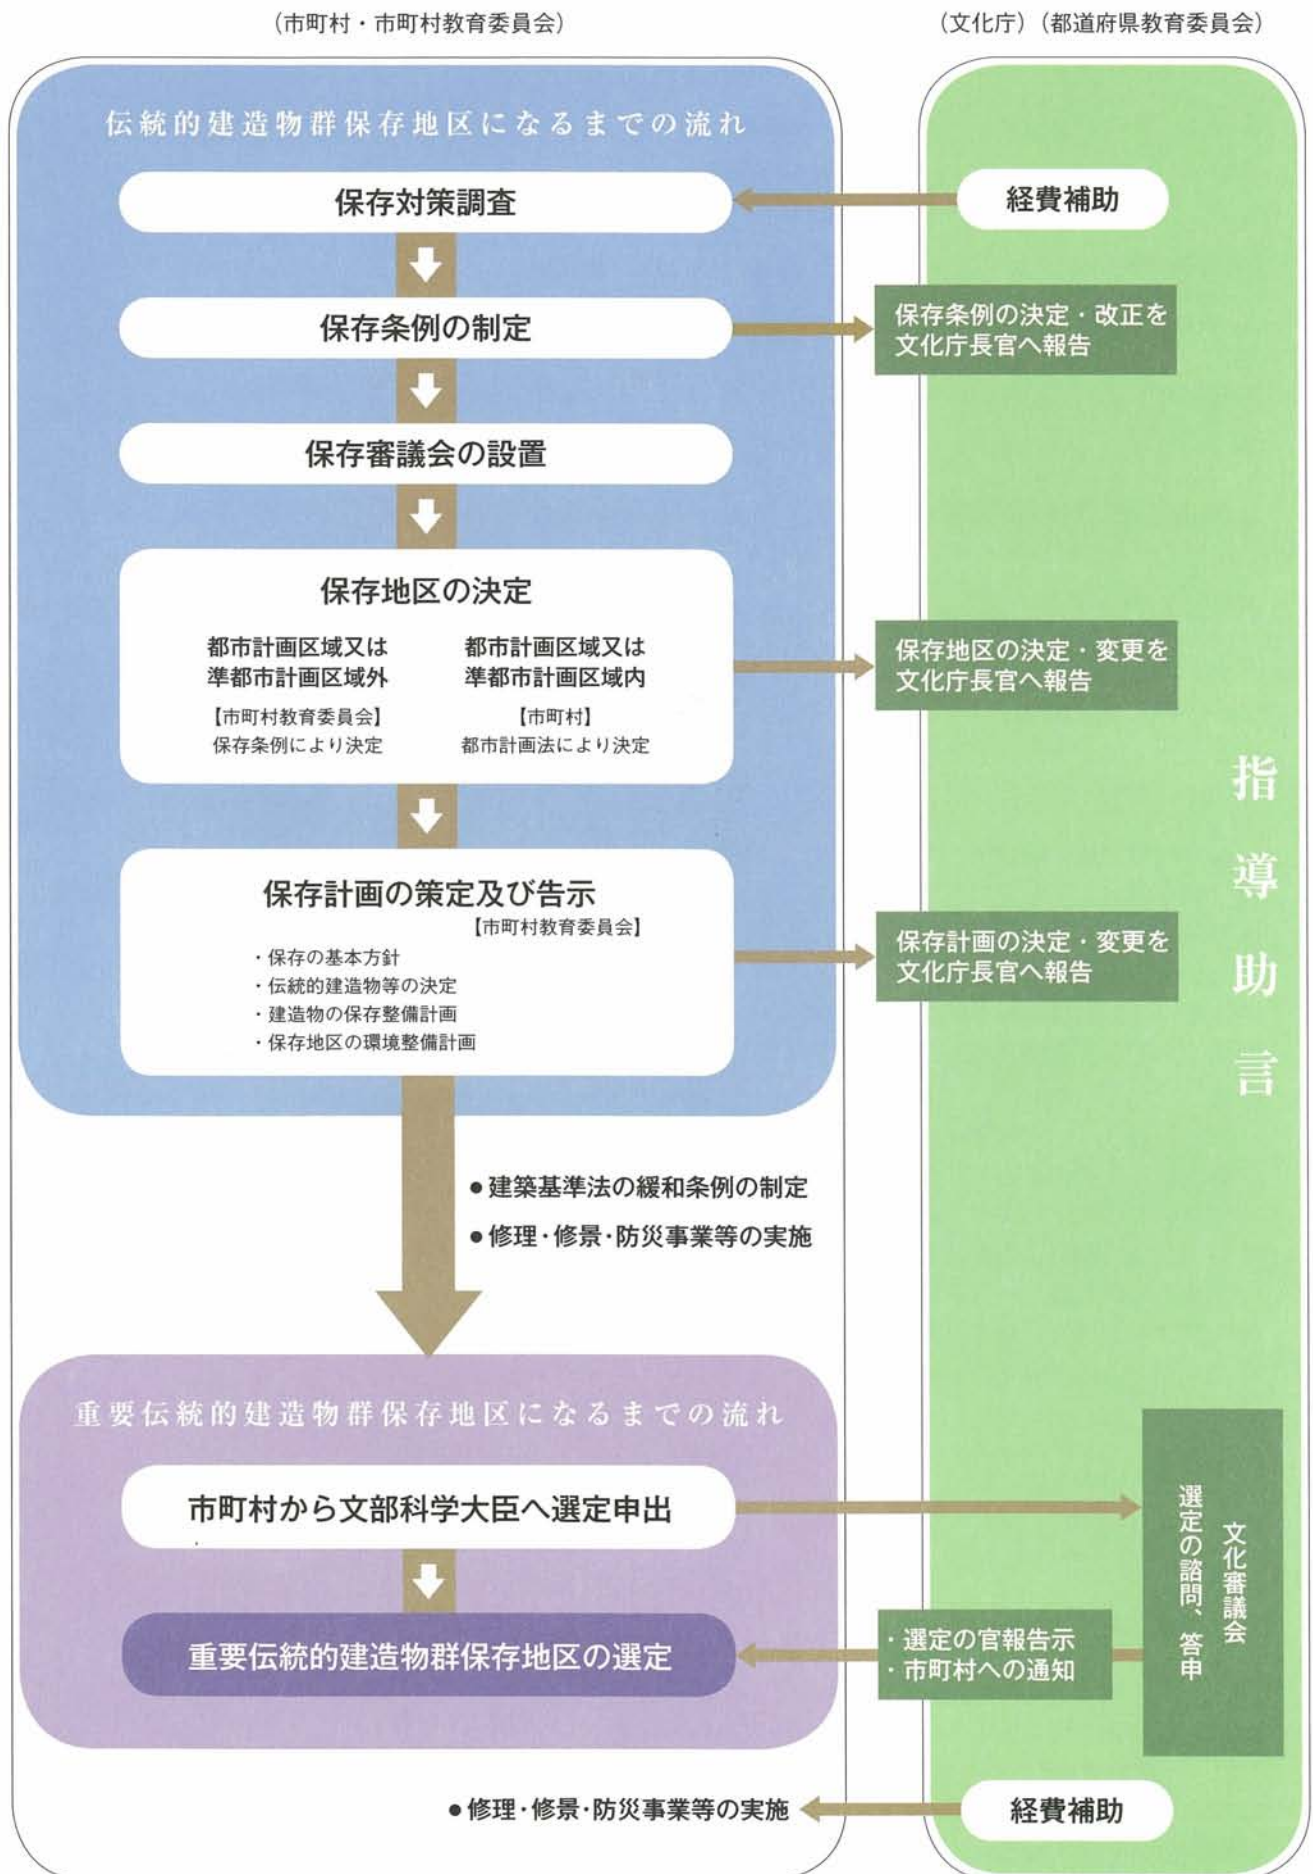 (市町村・市町村教育委員会)
(文化庁)(都道府県教育委員会)
伝統的建造物群保存地区になるまでの流れ
保存対策調査
経費補助
保存条例の制定
保存条例の決定・改正を
文化庁長官へ報告
保存審議会の設置
保存地区の決定
都市計画区域又は
準都市計画区域外
【市町村教育委員会】
保存条例により決定
都市計画区域又は
準都市計画区域内
【市町村】
都市計画法により決定
保存地区の決定・変更を
文化庁長官へ報告
保存計画の策定及び告示
【市町村教育委員会】
・保存の基本方針
・伝統的建造物等の決定
・建造物の保存整備計画
・保存地区の環境整備計画
保存計画の決定・変更を
文化庁長官へ報告
指導助言
●建築基準法の緩和条例の制定
●修理・修景・防災事業等の実施
重要伝統的建造物群保存地区になるまでの流れ
市町村から文部科学大臣へ選定申出
文化審議会
選定の諮問、答申
・選定の官報告示
・市町村への通知
重要伝統的建造物群保存地区の選定
●修理・修景・防災事業等の実施
経費補助